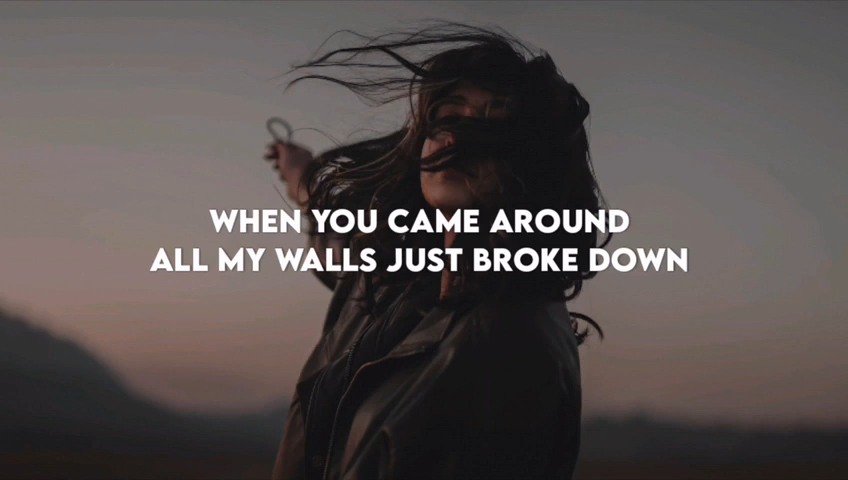 WHEN YOU CAME AROUND
ALL MY WALLS JUST BROKE DOWN